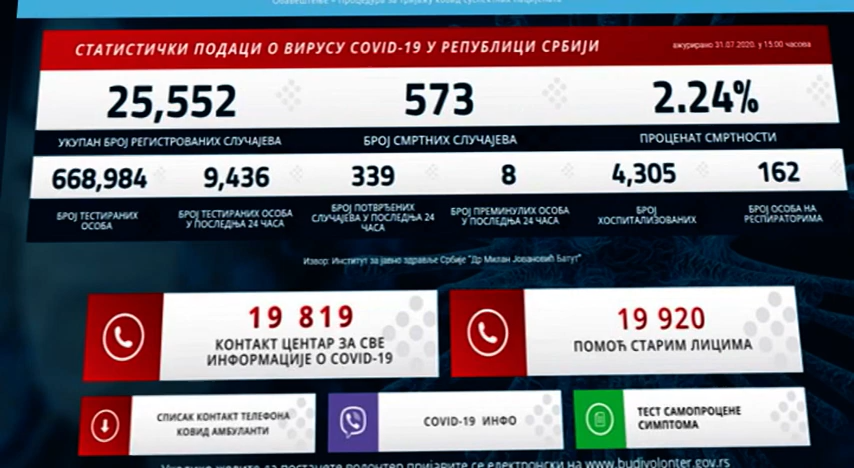 СТАТИСТИЧКИ ПОДАЦИ О ВИРУСУ COVID-19 У РЕПУБЛИЦИ СРБИЈИ
ажурирано 31.07.2020. у 15:00 часова
25,552 573 2.24%
УКУПАН БРОЈ РЕГИСТРОВАНИХ СЛУЧАЈЕВА БРОЈ СМРТНИХ СЛУЧАЈЕВА ПРОЦЕНАТ СМРТНОСТИ
668,984 9,436 339 8 4,305 162
БРОЈ ТЕСТИРАНИХ ОСОБА
БРОЈ ТЕСТИРАНИХ ОСОБА
У ПОСЛЕДЊА 24 ЧАСА
БРОЈ ПОТВРЂЕНИХ
СЛУЧАЈЕВА У ПОСЛЕДЊА 24
ЧАСА
БРОЈ ПРЕМИНУЛИХ ОСОБА
У ПОСЛЕДЊА 24 ЧАСА
БРОЈ
ХОСПИТАЛИЗОВАНИХ
БРОЈ ОСОБА НА
РЕСПИРАТОРИМА
Извор: Институт за јавно здравље Србије "Др Милан Јовановић Батут"
19 819
КОНТАКТ ЦЕНТАР ЗА СВЕ
ИНФОРМАЦИЈЕ О COVID-19
19 920
ПОМОЋ СТАРИМ ЛИЦИМА
СПИСАК КОНТАКТ ТЕЛЕФОНА
КОВИД АМБУЛАНТИ
COVID-19 ИНФО
ТЕСТ САМОПРОЦЕНЕ
СИМПТОМА
Уколико желите да постанете волонтер пријавите се електронски на www.budivolonter.gov.rs